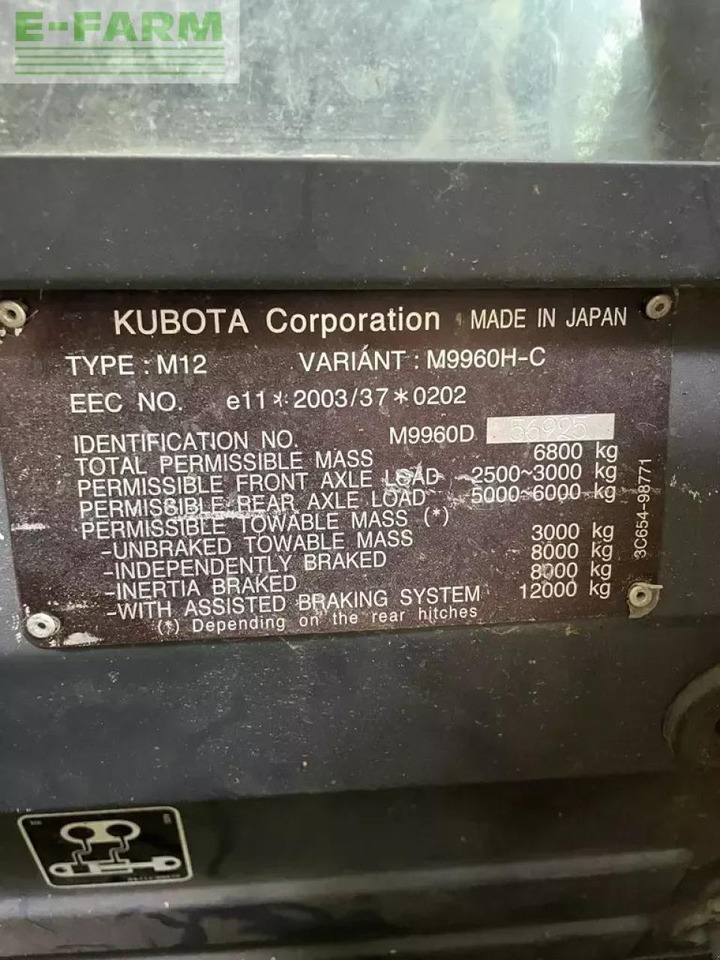 E-FARM
KUBOTA Corporation MADE IN JAPAN
TYPE : M12 VARIÁNT : M9960H-C
EEC NO. e11*2003/37*0202
IDENTIFICATION NO. M9960D 56925
TOTAL PERMISSIBLE MASS 6800 kg
PERMISSIBLE FRONT AXLE LOAD 2500~3000 kg
PERMISSIBLE REAR AXLE LOAD 5000~6000 kg
PERMISSIBLE TOWABLE MASS (*)
-UNBRAKED TOWABLE MASS 3000 kg
-INDEPENDENTLY BRAKED 8000 kg
-INERTIA BRAKED 8000 kg
-WITH ASSISTED BRAKING SYSTEM 12000 kg
(*) Depending on the rear hitches
3C654-98771